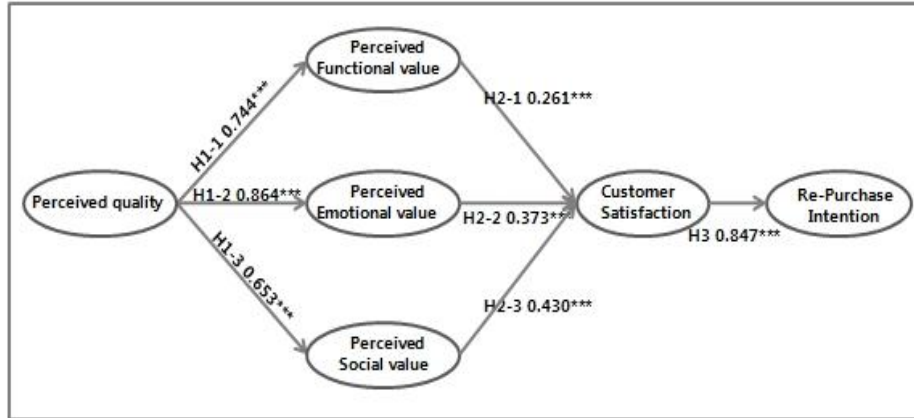 Perceived
Functional value
H1-1 0.744***
H2-1 0.261***
Perceived quality
H1-2 0.864***
Perceived
Emotional value
H2-2 0.373***
Customer
Satisfaction
H3 0.847***
Re-Purchase
Intention
H1-3 0.653***
H2-3 0.430***
Perceived
Social value